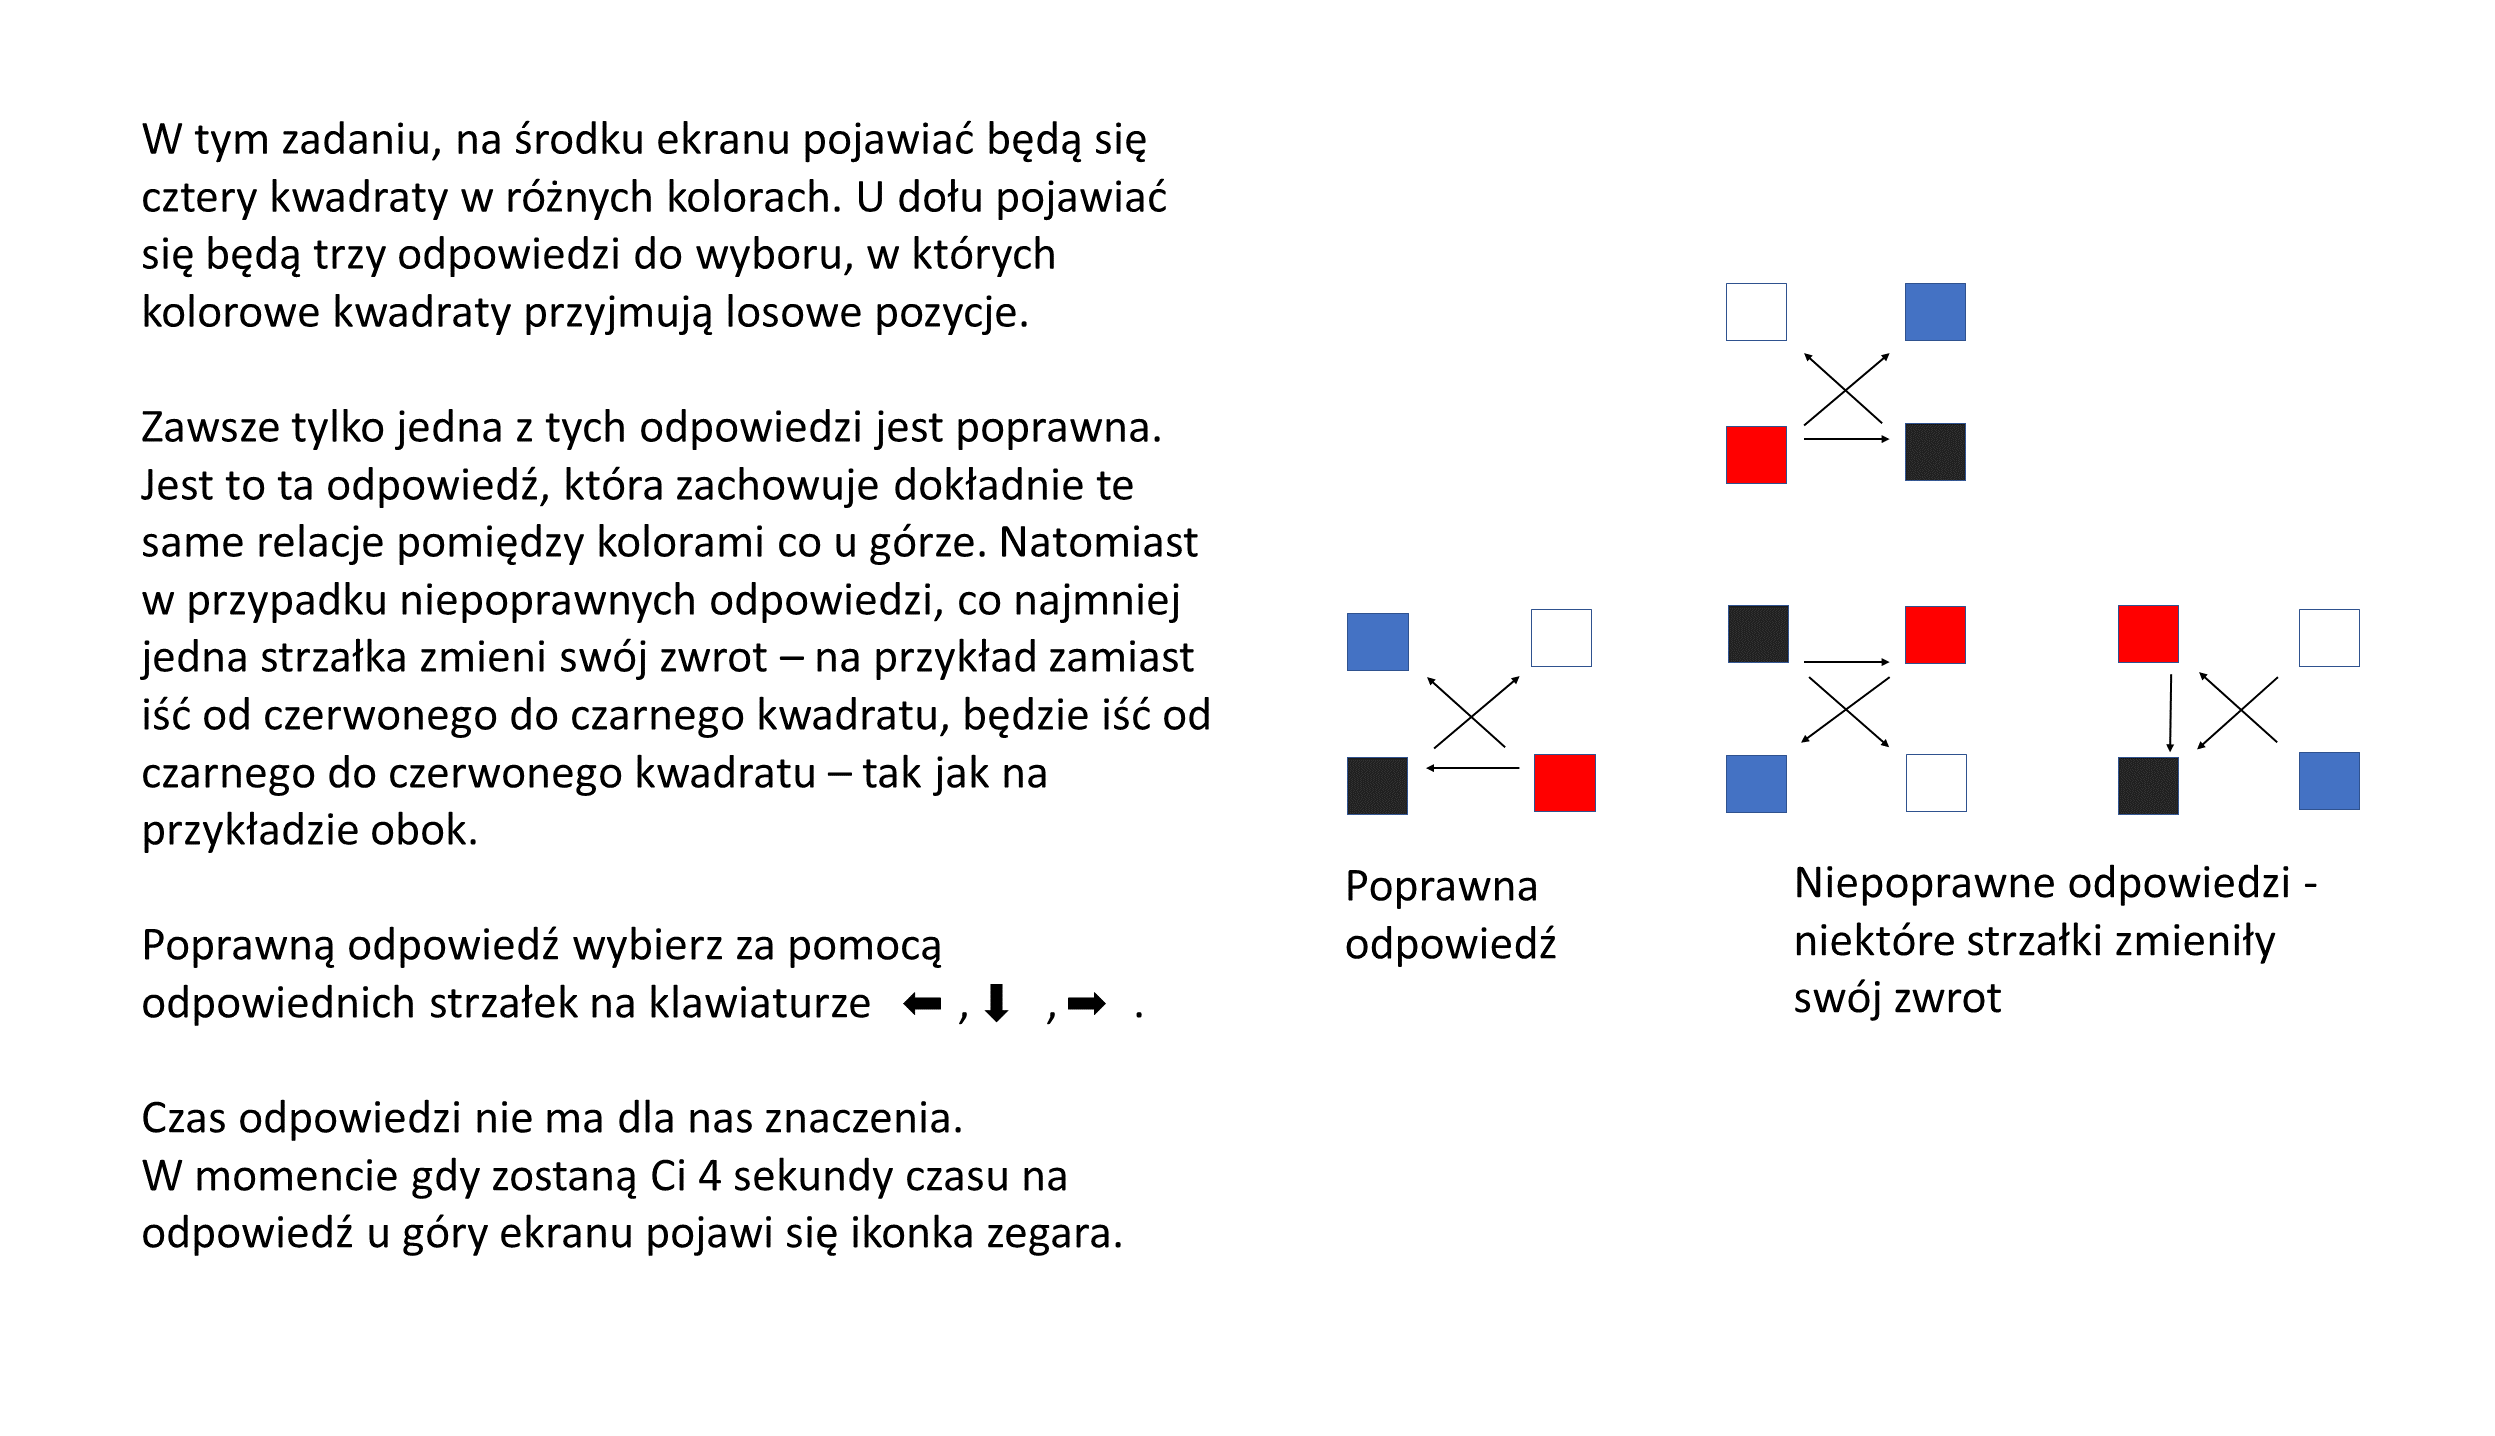 W tym zadaniu, na środku ekranu pojawiać będą się
cztery kwadraty w różnych kolorach. U dołu pojawiać
się będą trzy odpowiedzi do wyboru, w których
kolorowe kwadraty przyjmują losowe pozycje.
Zawsze tylko jedna z tych odpowiedzi jest poprawna.
Jest to ta odpowiedź, która zachowuje dokładnie te
same relacje pomiędzy kolorami co u górze. Natomiast
w przypadku niepoprawnych odpowiedzi, co najmniej
jedna strzałka zmieni swój zwrot – na przykład zamiast
iść od czerwonego do czarnego kwadratu, będzie iść od
czarnego do czerwonego kwadratu – tak jak na
przykładzie obok.
Poprawną odpowiedź wybierz za pomocą
odpowiednich strzałek na klawiaturze ← , ↓ , → .
Czas odpowiedzi nie ma dla nas znaczenia.
W momencie gdy zostaną Ci 4 sekundy czasu na
odpowiedź u góry ekranu pojawi się ikonka zegara.
Poprawna
odpowiedź
Niepoprawne odpowiedzi -
niektóre strzałki zmieniły
swój zwrot